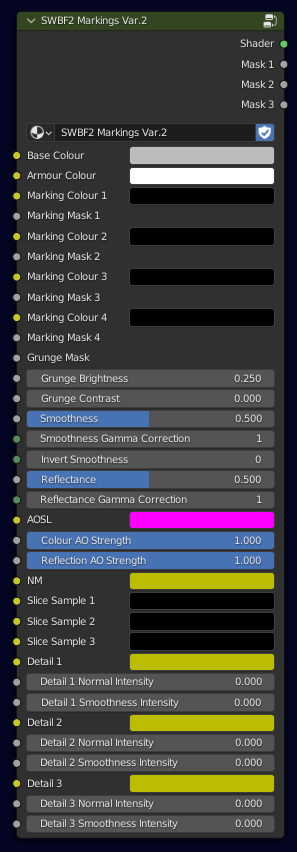 SWBF2 Markings Var.2
Shader
Mask 1
Mask 2
Mask 3
SWBF2 Markings Var.2
Base Colour
Armour Colour
Marking Colour 1
Marking Mask 1
Marking Colour 2
Marking Mask 2
Marking Colour 3
Marking Mask 3
Marking Colour 4
Marking Mask 4
Grunge Mask
Grunge Brightness 0.250
Grunge Contrast 0.000
Smoothness 0.500
Smoothness Gamma Correction 1
Invert Smoothness 0
Reflectance 0.500
Reflectance Gamma Correction 1
AOSL
Colour AO Strength 1.000
Reflection AO Strength 1.000
NM
Slice Sample 1
Slice Sample 2
Slice Sample 3
Detail 1
Detail 1 Normal Intensity 0.000
Detail 1 Smoothness Intensity 0.000
Detail 2
Detail 2 Normal Intensity 0.000
Detail 2 Smoothness Intensity 0.000
Detail 3
Detail 3 Normal Intensity 0.000
Detail 3 Smoothness Intensity 0.000